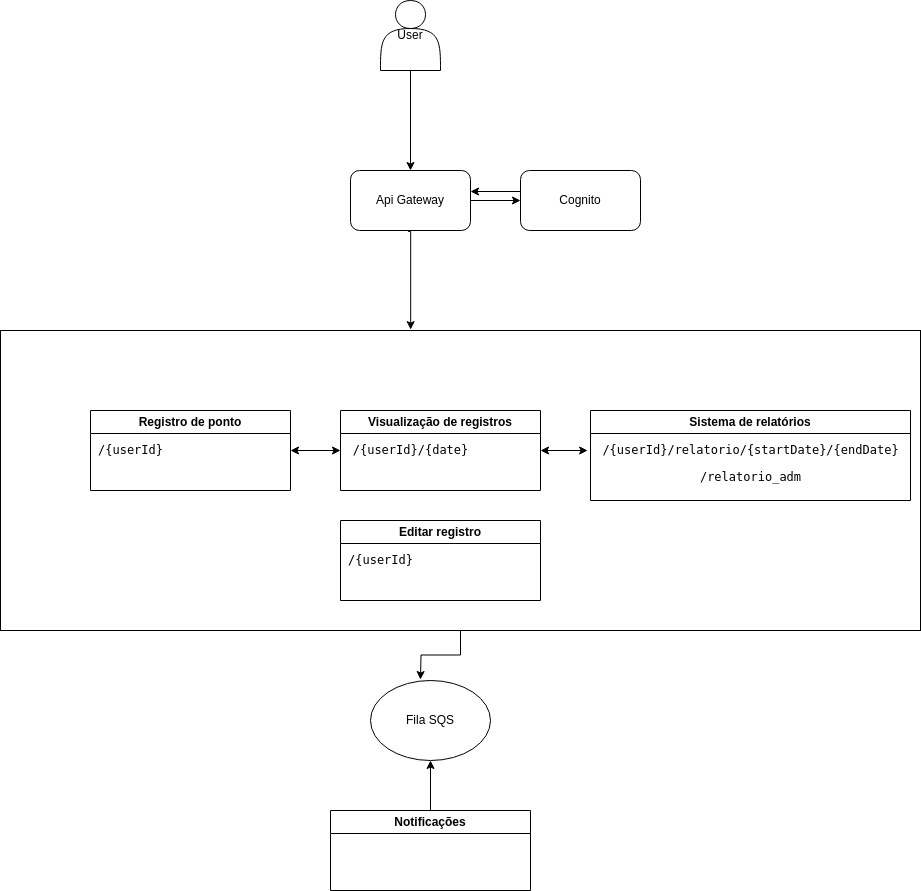 User
Api Gateway
Cognito
Registro de ponto
/{userId}
Visualização de registros
/{userId}/{date}
Sistema de relatórios
/{userId}/relatorio/{startDate}/{endDate}
/relatorio_adm
Editar registro
/{userId}
Fila SQS
Notificações